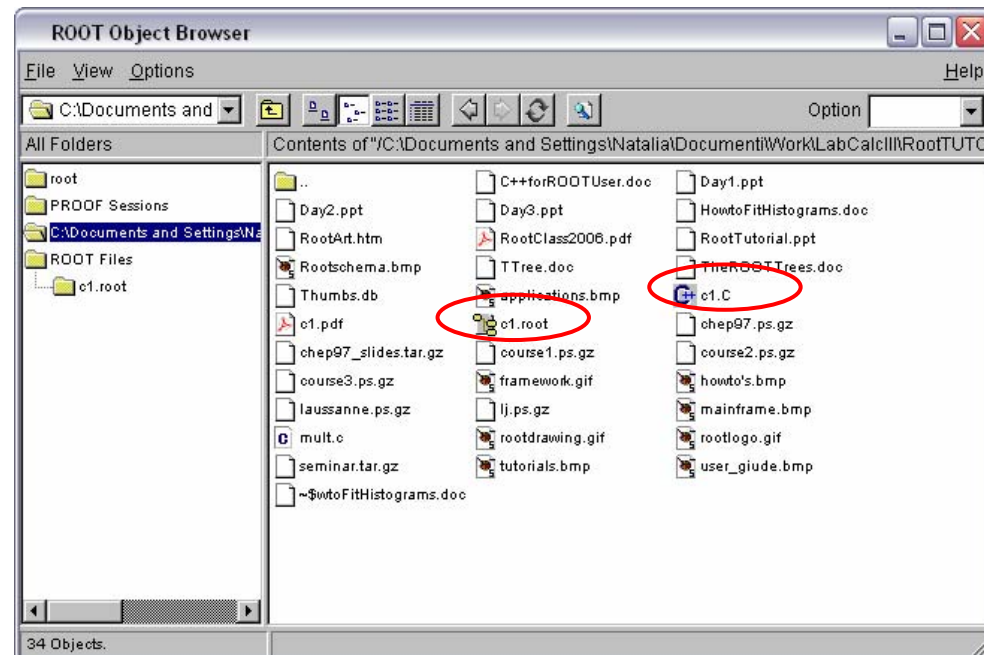 ROOT Object Browser
File View Options Help
C:\Documents and Option
All Folders Contents of "/C:\Documents and Settings\Natalia\Documenti\Work\LabCalcIII\RootTUTO
root
PROOF Sessions
C:\Documents and Settings\Na
ROOT Files
c1.root
.. C++forROOTUser.doc Day1.ppt
Day2.ppt Day3.ppt HowtoFitHistograms.doc
RootArt.htm RootClass2006.pdf RootTutorial.ppt
Rootschema.bmp TTree.doc TheROOTTrees.doc
Thumbs.db applications.bmp c1.C
c1.pdf c1.root chep97.ps.gz
chep97_slides.tar.gz course1.ps.gz course2.ps.gz
course3.ps.gz framework.gif howto's.bmp
laussanne.ps.gz lj.ps.gz mainframe.bmp
mult.c rootdrawing.gif rootlogo.gif
seminar.tar.gz tutorials.bmp user_giude.bmp
~$wtoFitHistograms.doc
34 Objects.